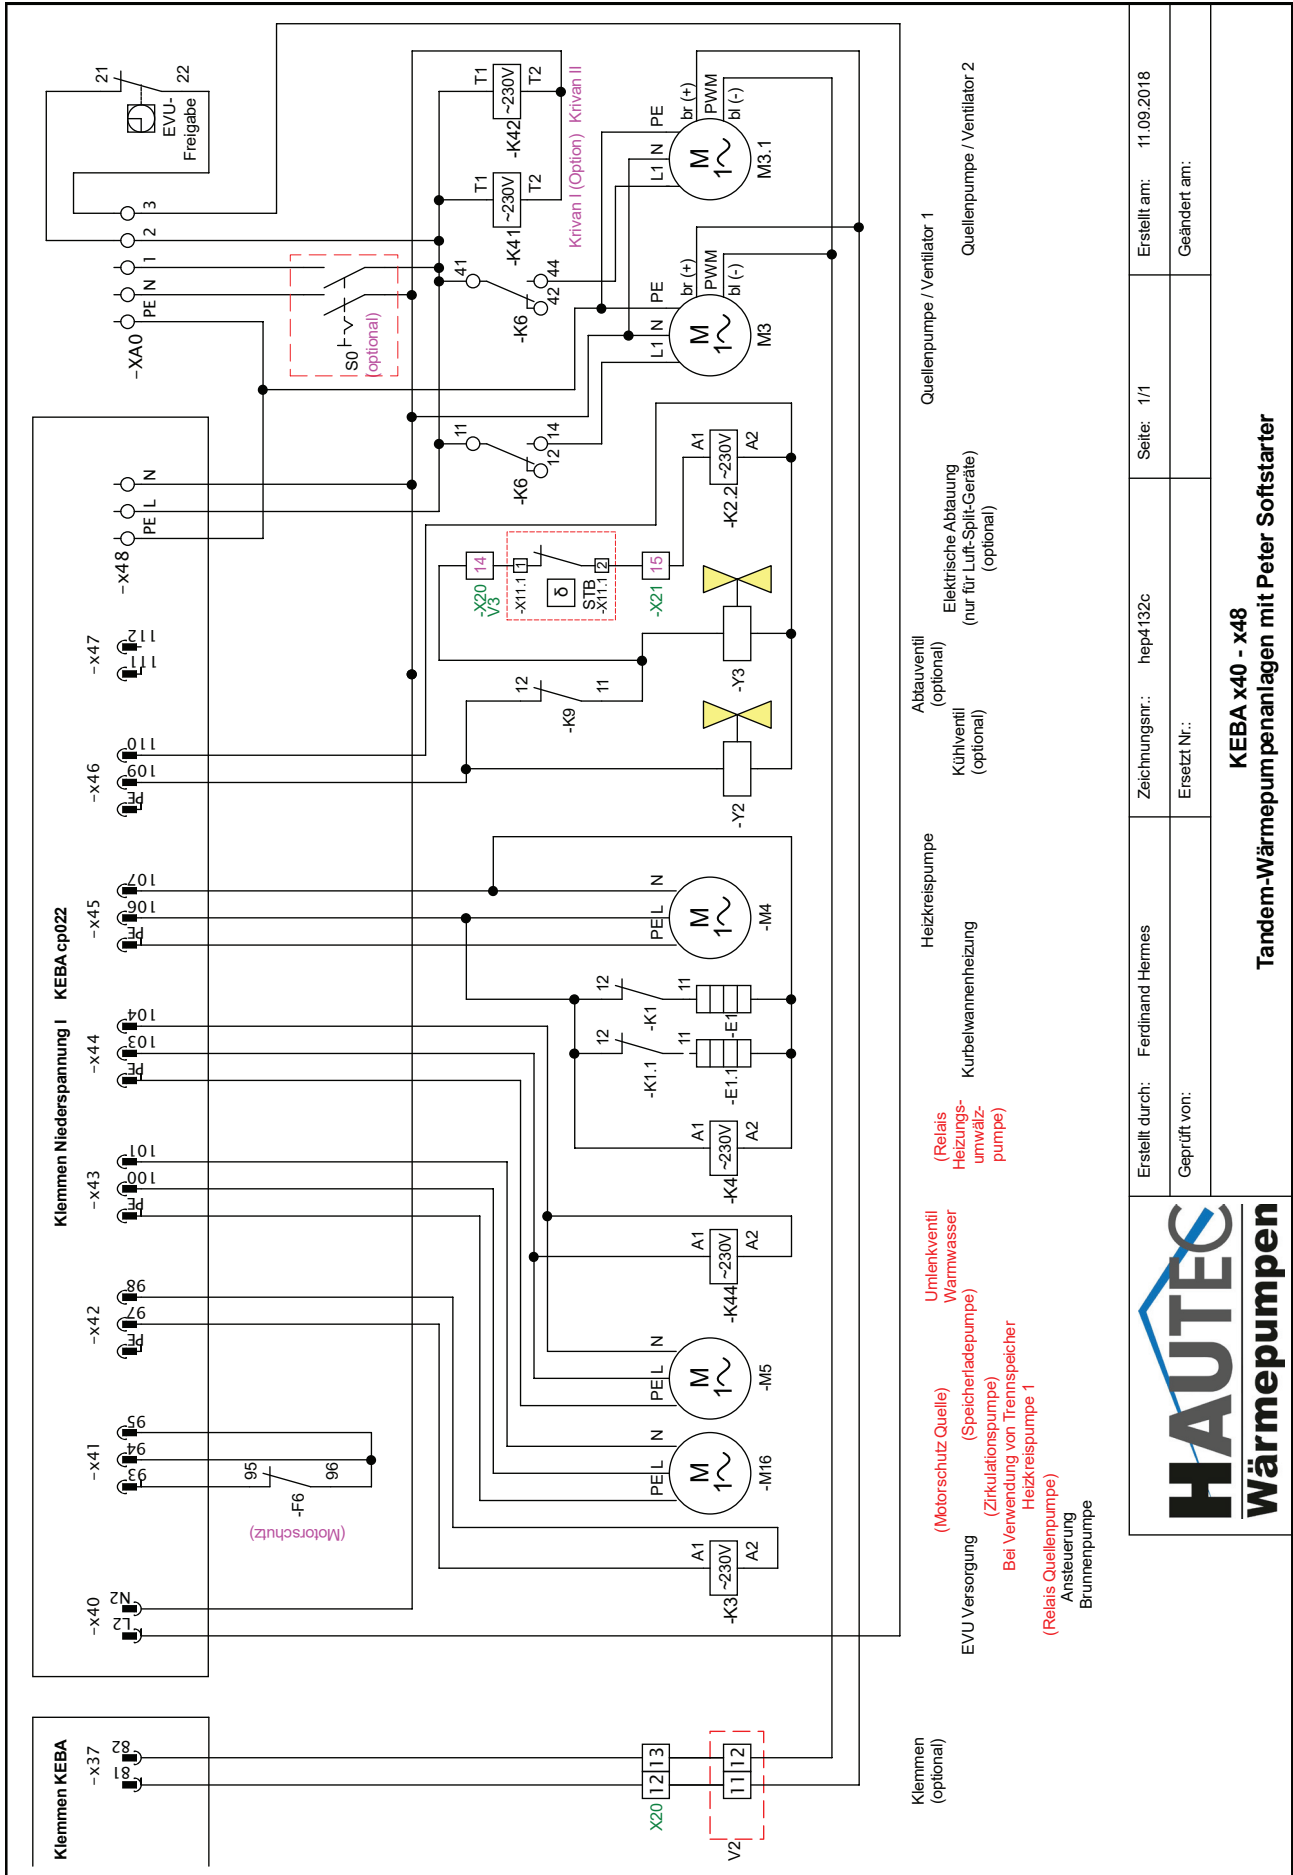 Klemmen KEBA
-x37
81 82
X20 12 13
V2 11 12
Klemmen
(optional)
Klemmen Niederspannung I KEBA cp022
-x40
L2 N2
-x41
93 94 95
95
-F6
96
(Motorschutz)
-x42
PE 97 98
-x43
PE 100 101
-x44
PE 103 104
-x45
PE 106 107
-x46
PE 109 110
-x47
111 112
-x48
PE L N
-XA0
PE N 1 2 3
S0
(optional)
21
22
EVU-
Freigabe
-K3 ~230V A1 A2
PE L N
M
1~
-M16
PE L N
M
1~
-M5
-K44 ~230V A1 A2
-K4 ~230V A1 A2
-K1.1 12 11
-E1.1
-K1 12 11
-E1
PE L N
M
1~
-M4
-Y2
-K9 12 11
-Y3
-X20 14
V3
-X11.1 1
δ
STB
-X11.1 2
-X21 15
-K2.2 ~230V A1 A2
-K6 11 12 14
-K6 41 42 44
-K41 ~230V T1 T2
-K42 ~230V T1 T2
Krivan I (Option) Krivan II
L1 N PE
M
1~
M3
br (+)
PWM
bl (-)
L1 N PE
M
1~
M3.1
br (+)
PWM
bl (-)
EVU Versorgung
(Motorschutz Quelle)
(Relais Quellenpumpe)
Ansteuerung
Brunnenpumpe
(Zirkulationspumpe)
Bei Verwendung von Trennspeicher
Heizkreispumpe 1
(Speicherladepumpe)
Umlenkventil
Warmwasser
(Relais
Heizungs-
umwälz-
pumpe)
Kurbelwannenheizung
Heizkreispumpe
Kühlventil
(optional)
Abtauventil
(optional)
Elektrische Abtauung
(nur für Luft-Split-Geräte)
(optional)
Quellenpumpe / Ventilator 1
Quellenpumpe / Ventilator 2
HAUTEC
Wärmepumpen
Erstellt durch: Ferdinand Hermes
Geprüft von:
Zeichnungsnr.: hep4132c
Ersetzt Nr.:
Seite: 1/1
Erstellt am: 11.09.2018
Geändert am:
KEBA x40 - x48
Tandem-Wärmepumpenanlagen mit Peter Softstarter